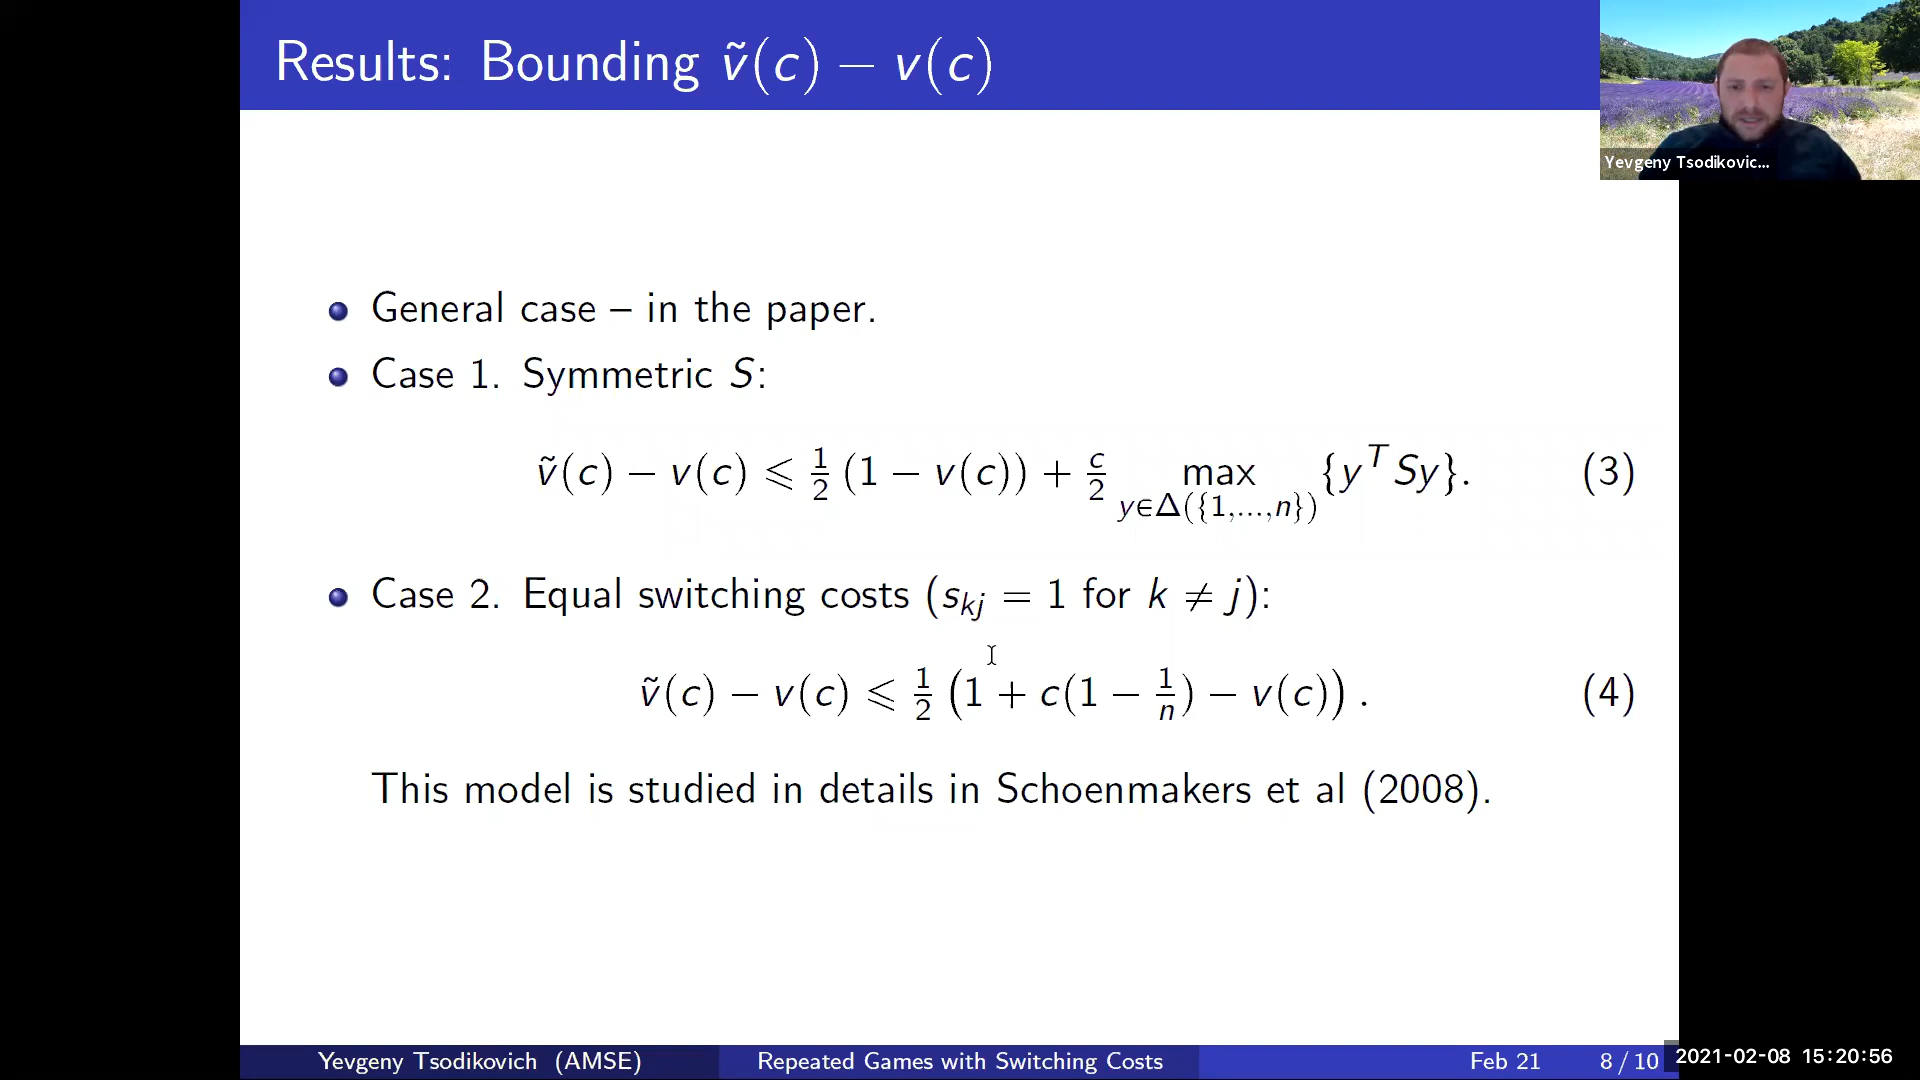 Results: Bounding ṽ(c) − v(c)
Yevgeny Tsodikovic...
General case – in the paper.
Case 1. Symmetric S:
ṽ(c) − v(c) ⩽ ½ (1 − v(c)) + c/2 max_{y∈Δ({1,...,n})} {yᵀSy}. (3)
Case 2. Equal switching costs (s_{kj} = 1 for k ≠ j):
ṽ(c) − v(c) ⩽ ½ (1 + c(1 − 1/n) − v(c)) . (4)
This model is studied in details in Schoenmakers et al (2008).
Yevgeny Tsodikovich (AMSE) Repeated Games with Switching Costs Feb 21 8 / 10
2021-02-08 15:20:56